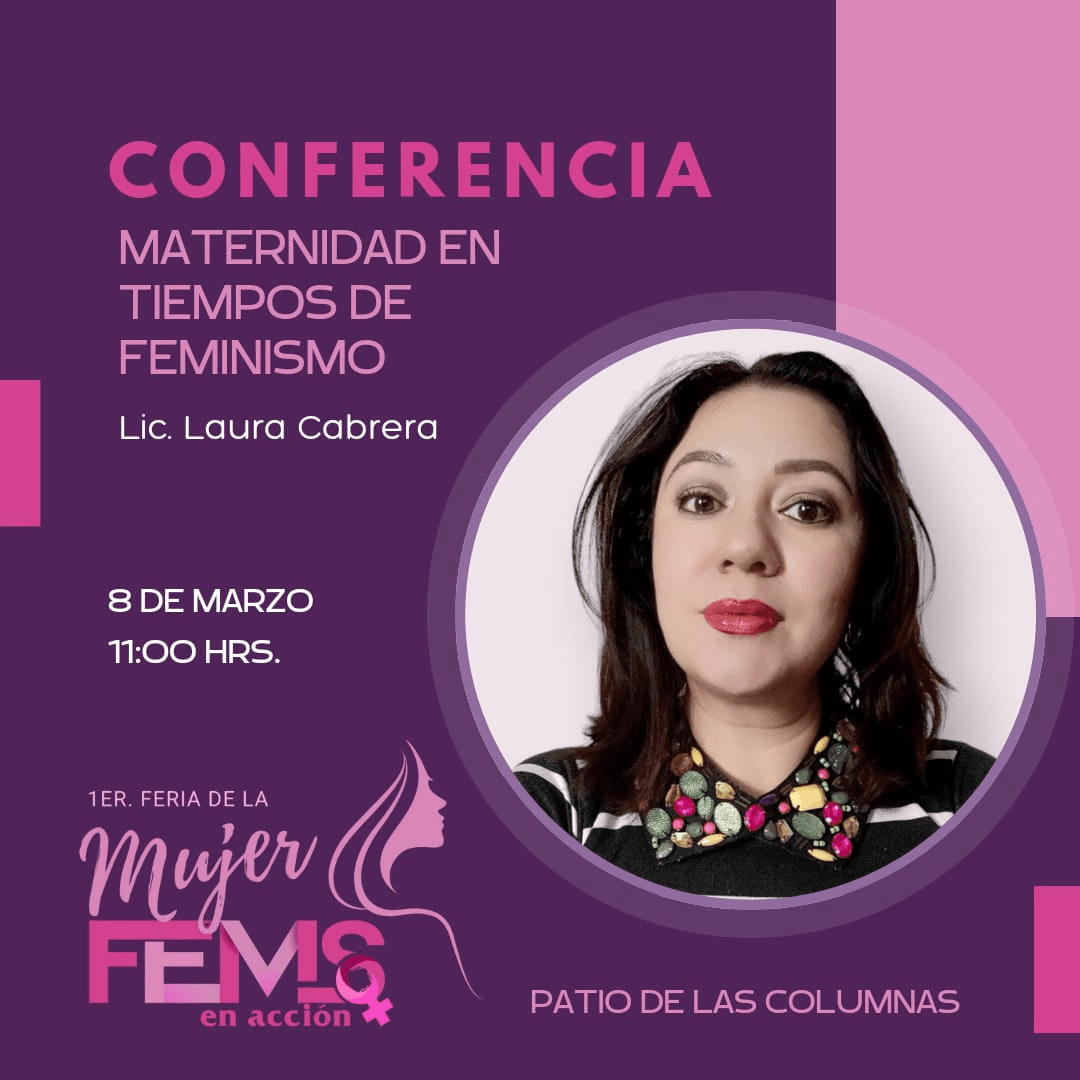 CONFERENCIA
MATERNIDAD EN
TIEMPOS DE
FEMINISMO
Lic. Laura Cabrera
8 DE MARZO
11:00 HRS.
1ER. FERIA DE LA
Mujer
FEMIS
en acción
PATIO DE LAS COLUMNAS